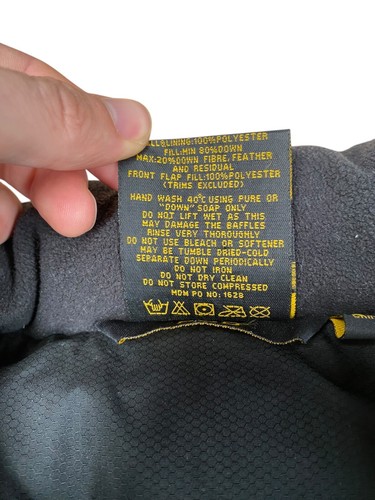 LL&LINING:100%POLYESTER
FILL:MIN 80%DOWN
MAX:20%DOWN FIBRE, FEATHER
AND RESIDUAL
FRONT FLAP FILL:100%POLYESTER
(TRIMS EXCLUDED)
HAND WASH 40°C USING PURE OR
"DOWN" SOAP ONLY
DO NOT LIFT WET AS THIS
MAY DAMAGE THE BAFFLES
RINSE VERY THOROUGHLY
DO NOT USE BLEACH OR SOFTENER
MAY BE TUMBLE DRIED-COLD
SEPARATE DOWN PERIODICALLY
DO NOT IRON
DO NOT DRY CLEAN
DO NOT STORE COMPRESSED
MDM PO NO: 1628